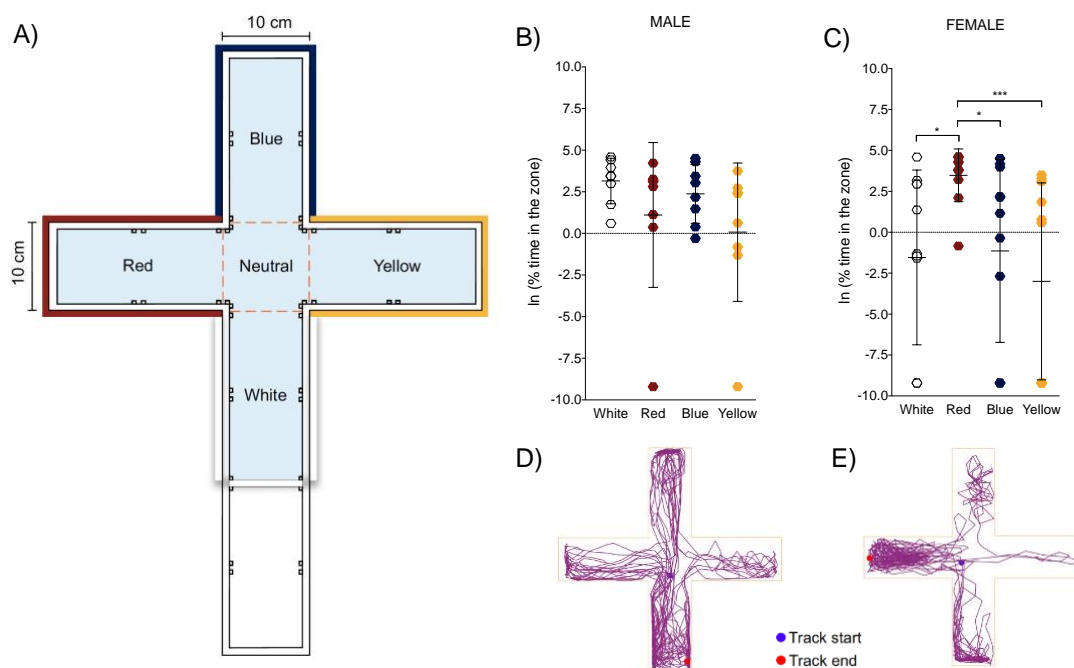 A)
10 cm
10 cm
Blue
Red
Neutral
Yellow
White
B)
MALE
ln (% time in the zone)
10.0
7.5
5.0
2.5
0.0
-2.5
-5.0
-7.5
-10.0
White Red Blue Yellow
C)
FEMALE
ln (% time in the zone)
10.0
7.5
5.0
2.5
0.0
-2.5
-5.0
-7.5
-10.0
***
*
*
White Red Blue Yellow
D)
E)
Track start
Track end